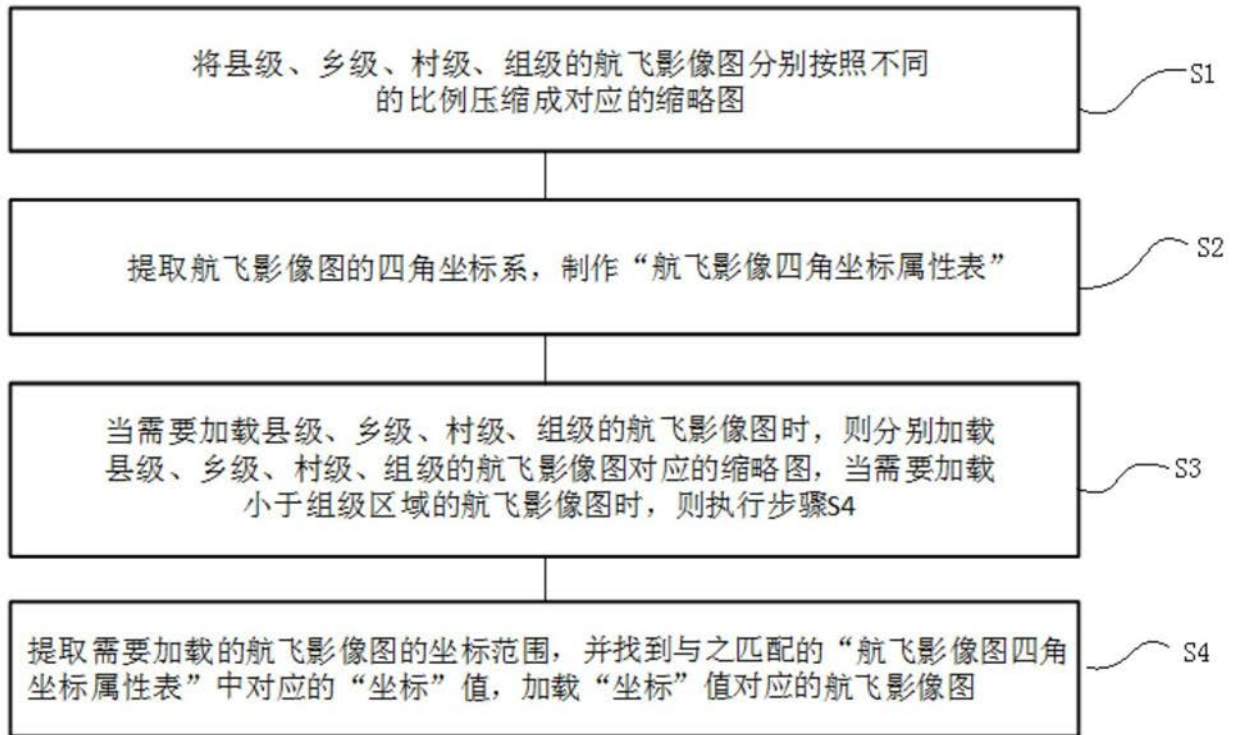 将县级、乡级、村级、组级的航飞影像图分别按照不同
的比例压缩成对应的缩略图
S1
提取航飞影像图的四角坐标系，制作“航飞影像四角坐标属性表”
S2
当需要加载县级、乡级、村级、组级的航飞影像图时，则分别加载
县级、乡级、村级、组级的航飞影像图对应的缩略图，当需要加载
小于组级区域的航飞影像图时，则执行步骤S4
S3
提取需要加载的航飞影像图的坐标范围，并找到与之匹配的“航飞影像图四角
坐标属性表”中对应的“坐标”值，加载“坐标”值对应的航飞影像图
S4